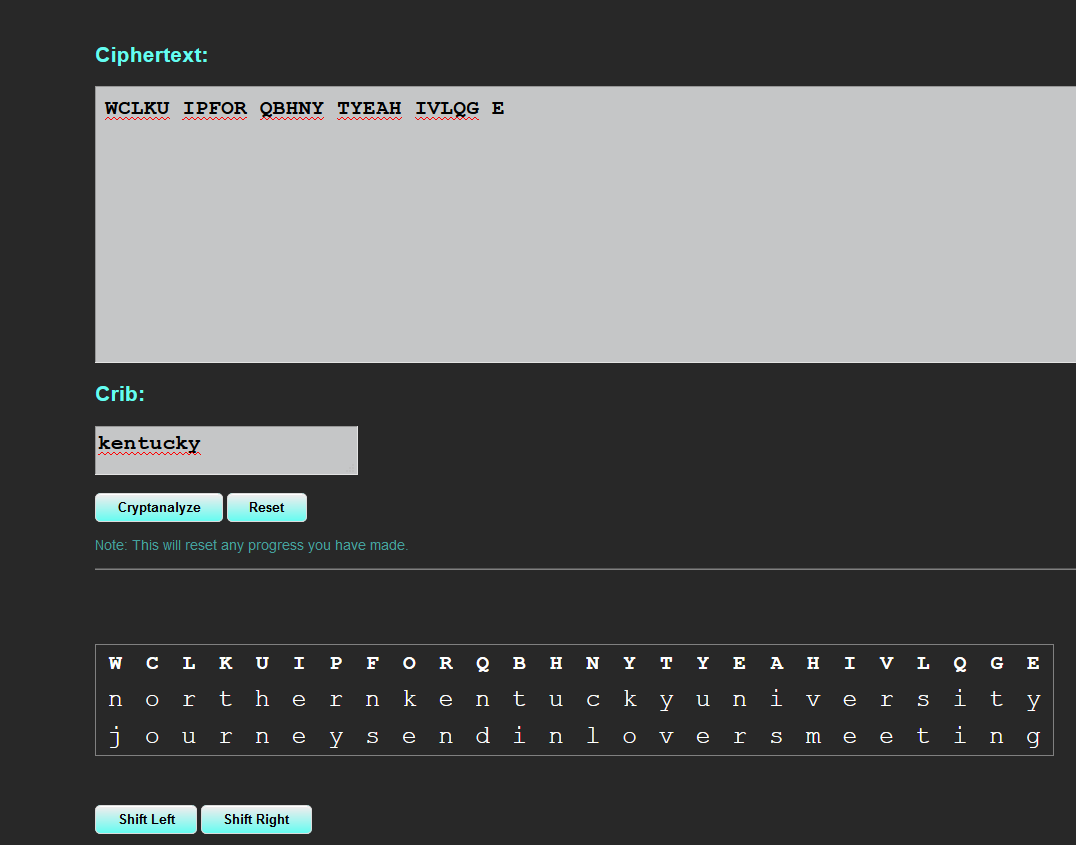 Ciphertext:
WCLKU IPFOR QBHNY TYEAH IVLQG E
Crib:
kentucky
Cryptanalyze Reset
Note: This will reset any progress you have made.
W C L K U I P F O R Q B H N Y T Y E A H I V L Q G E
n o r t h e r n k e n t u c k y u n i v e r s i t y
j o u r n e y s e n d i n l o v e r s m e e t i n g
Shift Left Shift Right